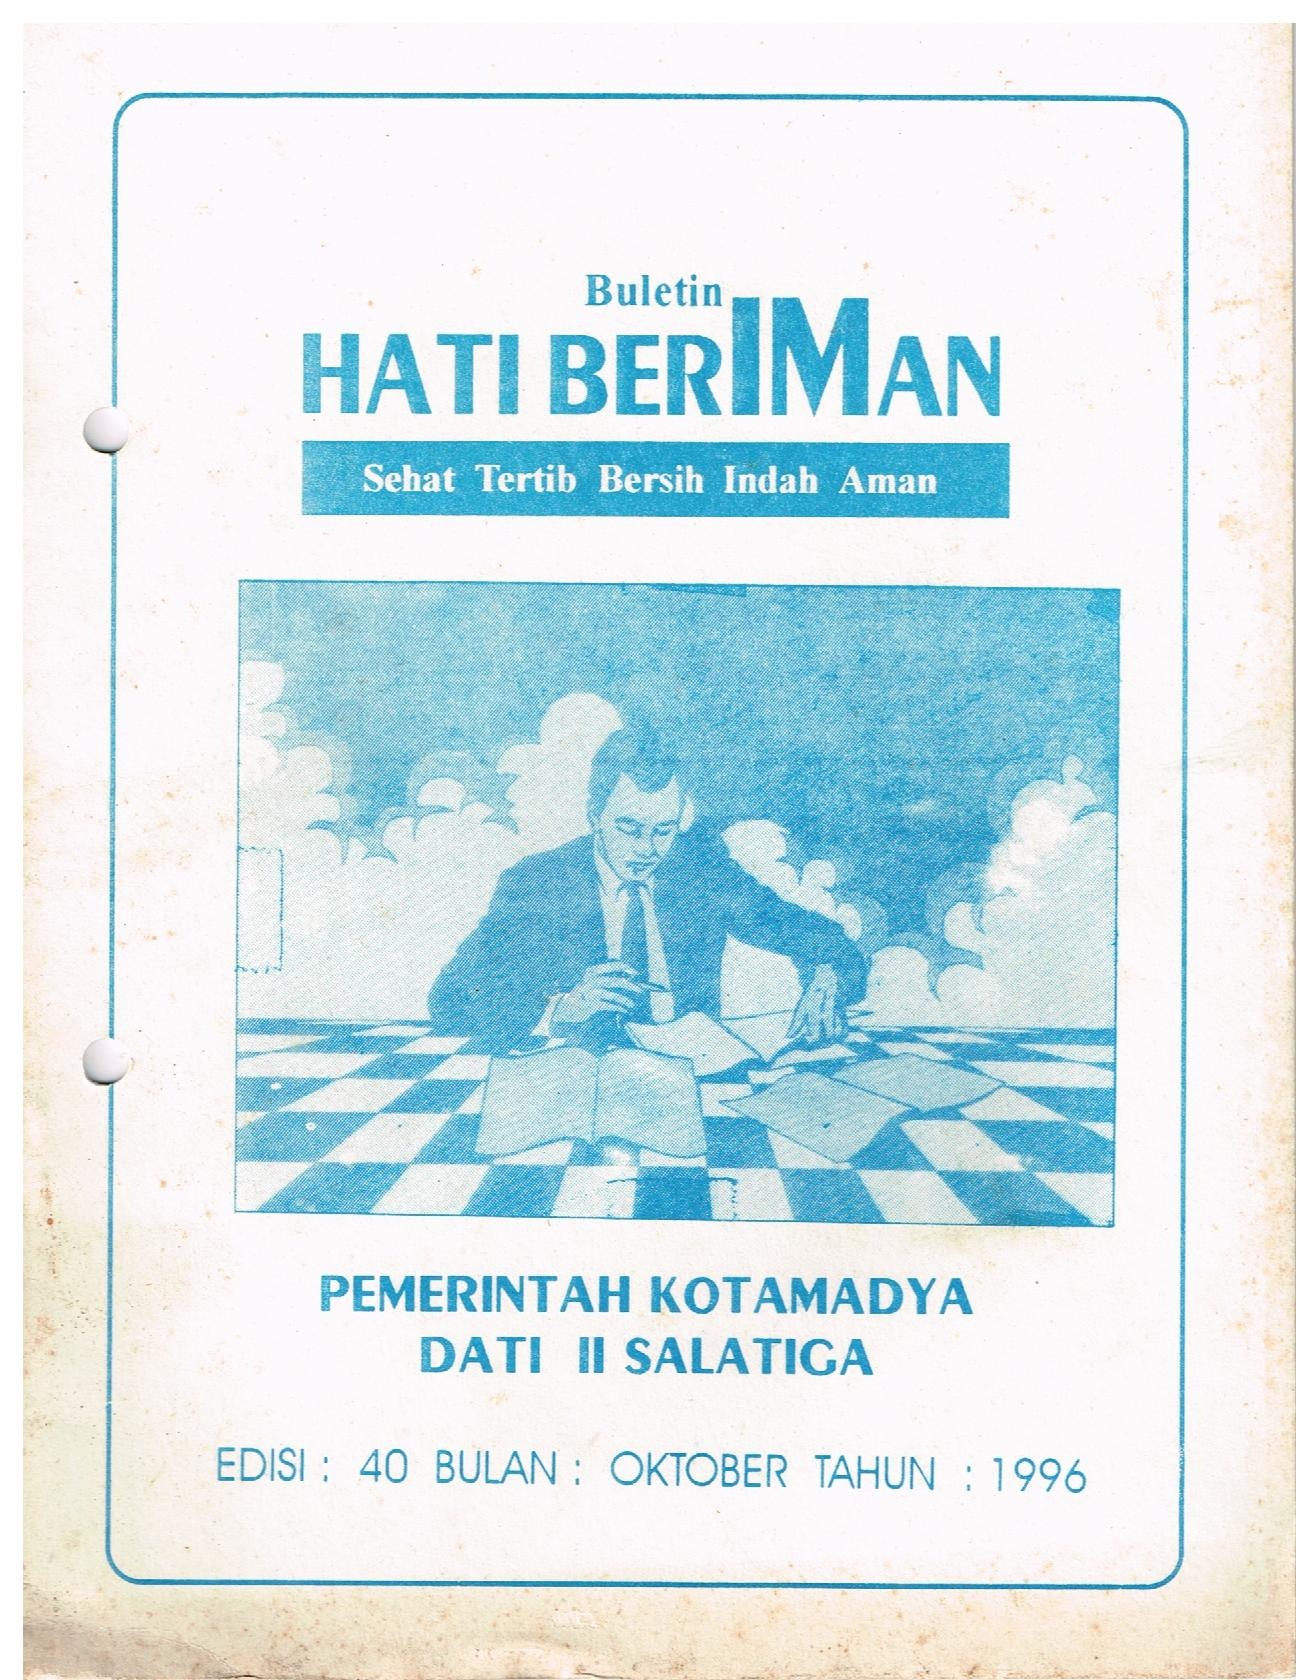 Buletin
HATI BERIMAN
Sehat Tertib Bersih Indah Aman
PEMERINTAH KOTAMADYA
DATI II SALATIGA
EDISI : 40 BULAN : OKTOBER TAHUN : 1996